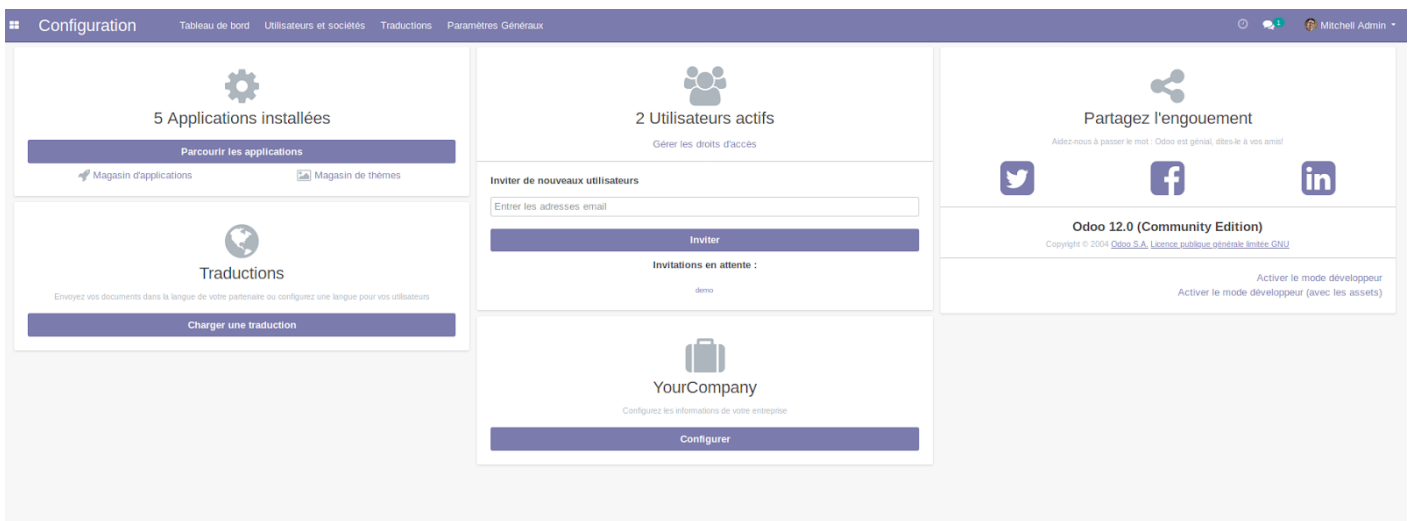 Configuration
Tableau de bord Utilisateurs et sociétés Traductions Paramètres Généraux
1
Mitchell Admin
5 Applications installées
Parcourir les applications
Magasin d'applications
Magasin de thèmes
Traductions
Envoyez vos documents dans la langue de votre partenaire ou configurez une langue pour vos utilisateurs
Charger une traduction
2 Utilisateurs actifs
Gérer les droits d'accès
Inviter de nouveaux utilisateurs
Entrer les adresses email
Inviter
Invitations en attente :
demo
YourCompany
Configurez les informations de votre entreprise
Configurer
Partagez l'engouement
Aidez-nous à passer le mot : Odoo est génial, dites-le à vos amis!
Odoo 12.0 (Community Edition)
Copyright © 2004 Odoo S.A. Licence publique générale limitée GNU
Activer le mode développeur
Activer le mode développeur (avec les assets)